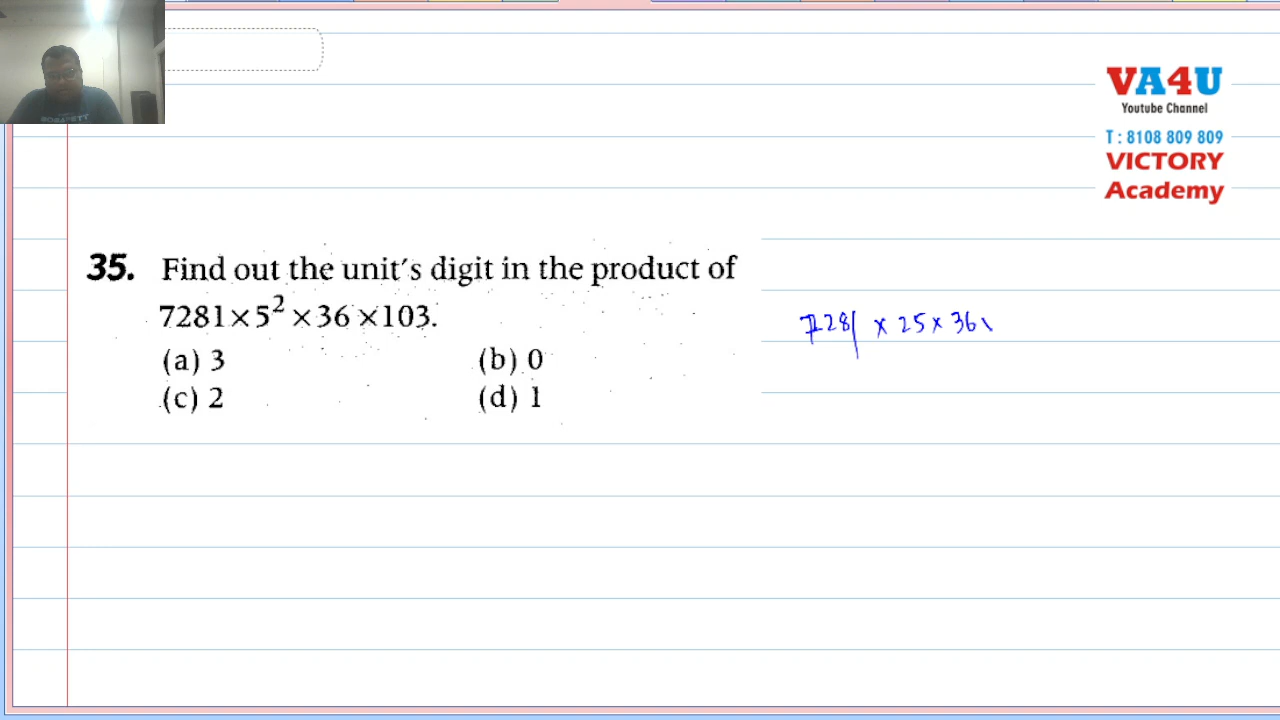 VA4U
Youtube Channel
T : 8108 809 809
VICTORY
Academy
35. Find out the unit's digit in the product of
7281×5²×36×103.
(a) 3 (b) 0
(c) 2 (d) 1
7281 × 25 × 36